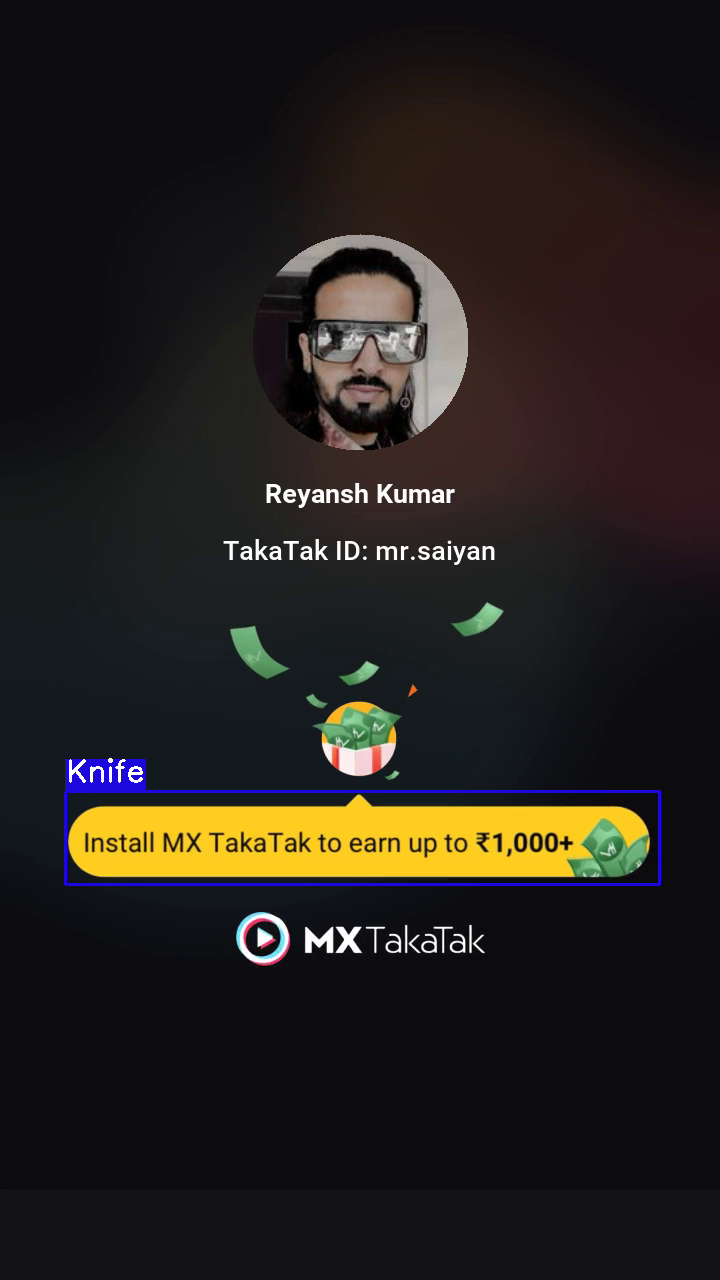 Reyansh Kumar
TakaTak ID: mr.saiyan
Knife
Install MX TakaTak to earn up to ₹1,000+
MX TakaTak